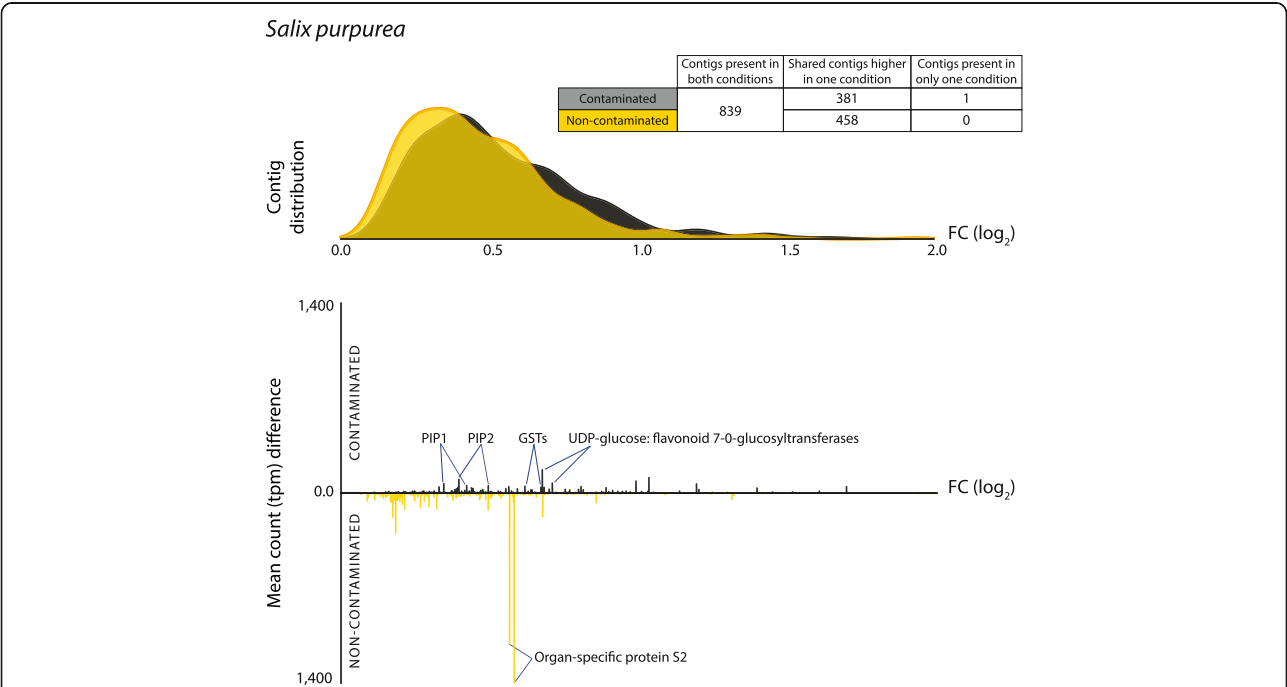 Salix purpurea
Contigs present in both conditions
Shared contigs higher in one condition
Contigs present in only one condition
Contaminated
839
381
1
Non-contaminated
458
0
Contig
distribution
0.0
0.5
1.0
1.5
2.0
FC (log2)
1,400
CONTAMINATED
Mean count (tpm) difference
PIP1
PIP2
GSTs
UDP-glucose: flavonoid 7-0-glucosyltransferases
0.0
FC (log2)
NON-CONTAMINATED
Organ-specific protein S2
1,400